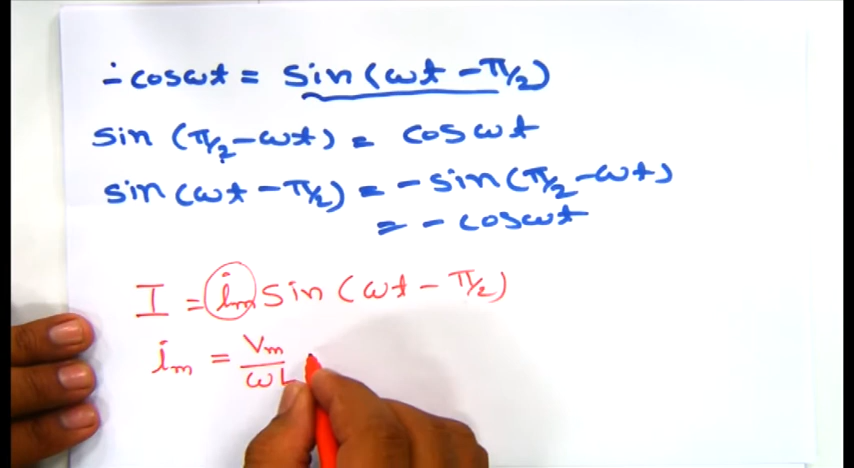 - cosωt = sin(ωt - π/2)
sin(π/2 - ωt) = cosωt
sin(ωt - π/2) = - sin(π/2 - ωt)
= - cosωt
I = im sin(ωt - π/2)
im = Vm/ωL